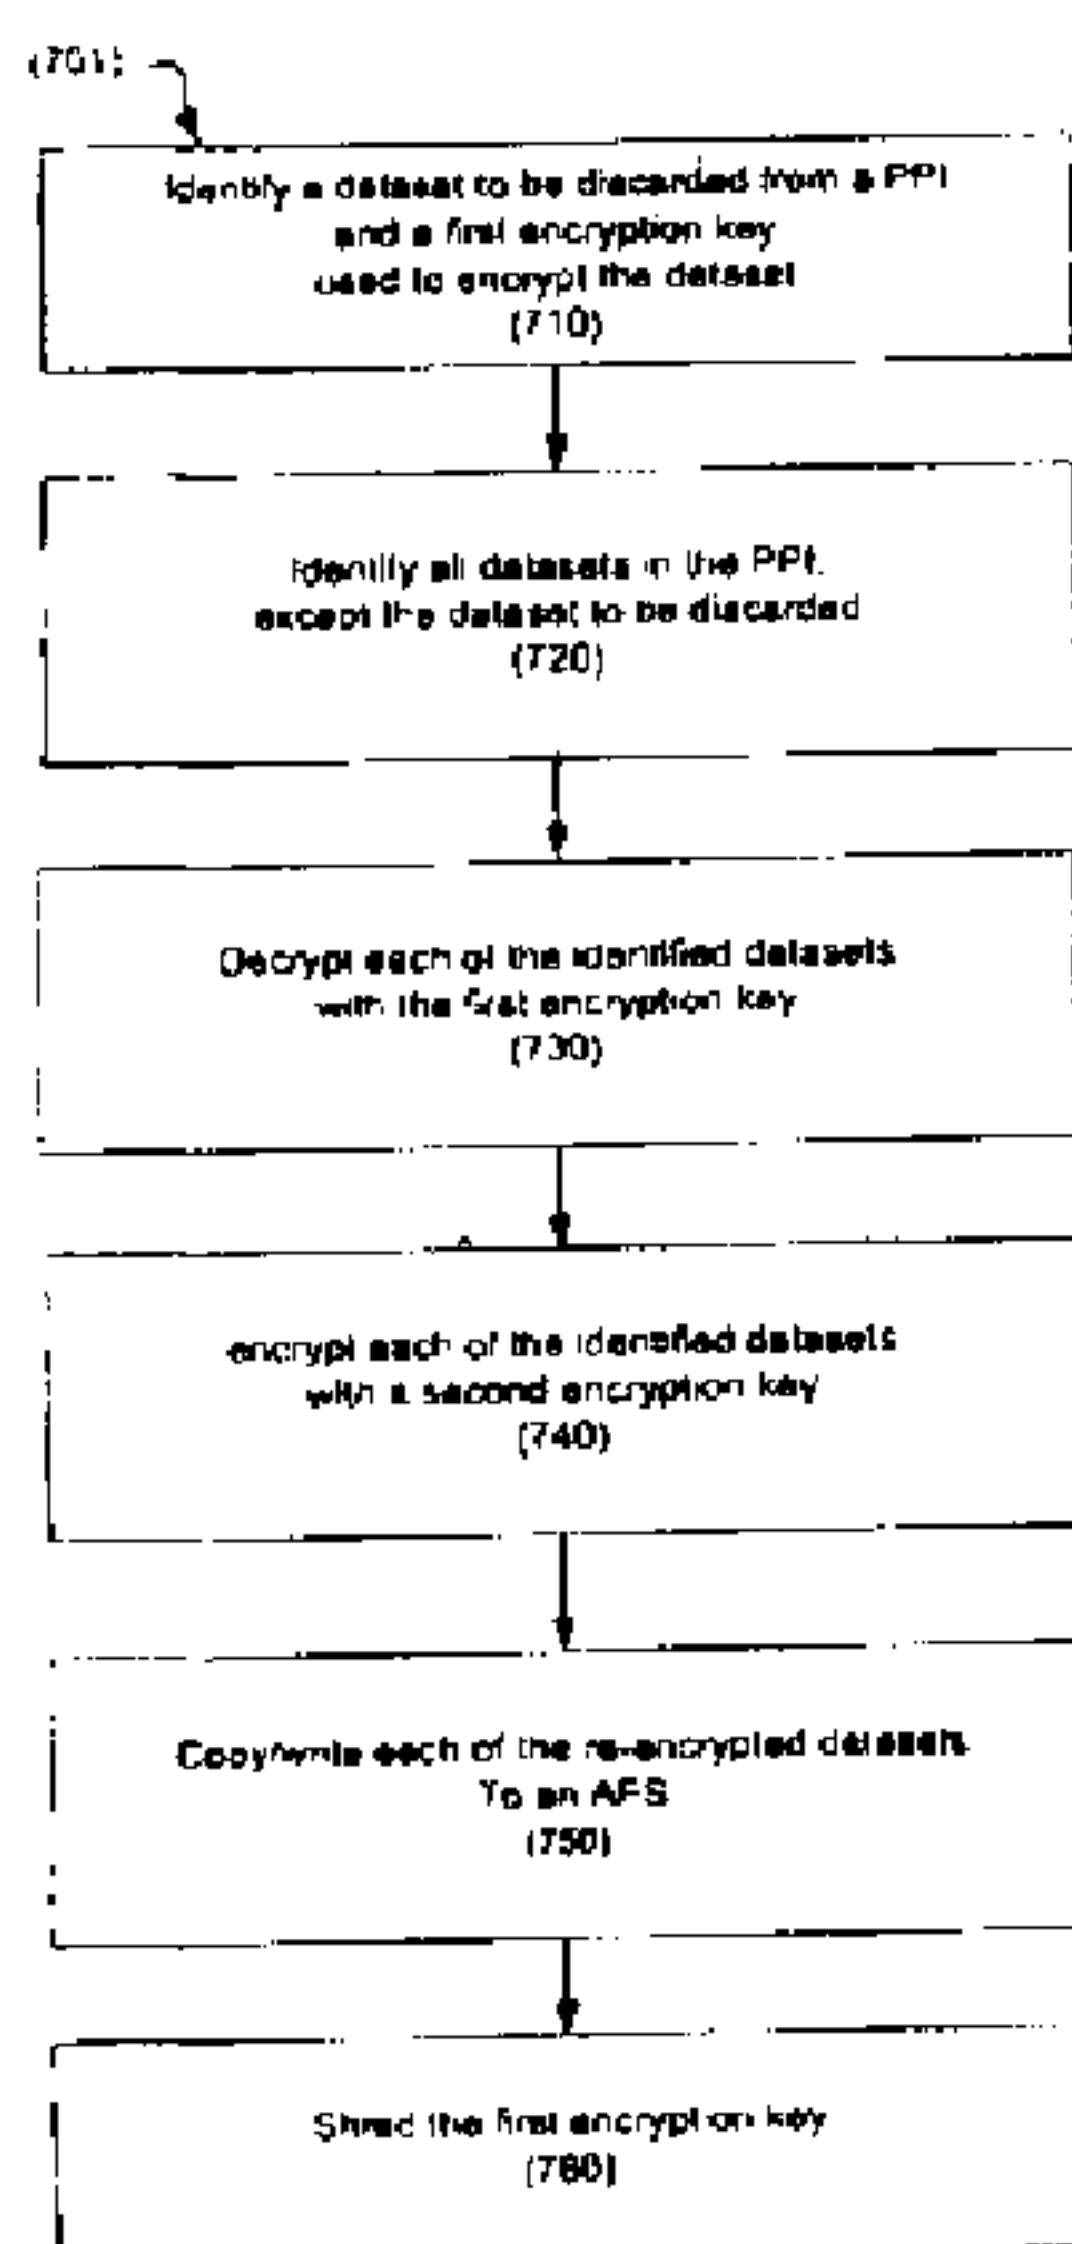 (701)
Identify a dataset to be discarded from a PPI
and a first encryption key
used to encrypt the dataset
(710)
Identify all datasets in the PPI,
except the dataset to be discarded
(720)
Decrypt each of the identified datasets
with the first encryption key
(730)
encrypt each of the identified datasets
with a second encryption key
(740)
Copy/write each of the re-encrypted datasets
To an AFS
(750)
Shred the first encryption key
(760)